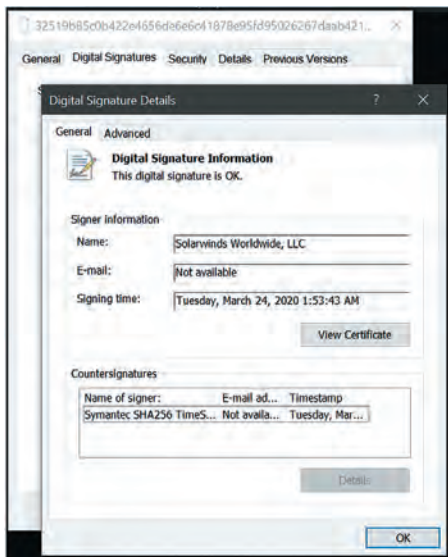 32519b85c0b422e4656de6e6c41878e95fd95026267daab421..
General Digital Signatures Security Details Previous Versions
Digital Signature Details ?
General Advanced
Digital Signature Information
This digital signature is OK.
Signer information
Name: Solarwinds Worldwide, LLC
E-mail: Not available
Signing time: Tuesday, March 24, 2020 1:53:43 AM
View Certificate
Countersignatures
Name of signer: E-mail ad... Timestamp
Symantec SHA256 TimeS... Not availa... Tuesday, Mar...
Details
OK